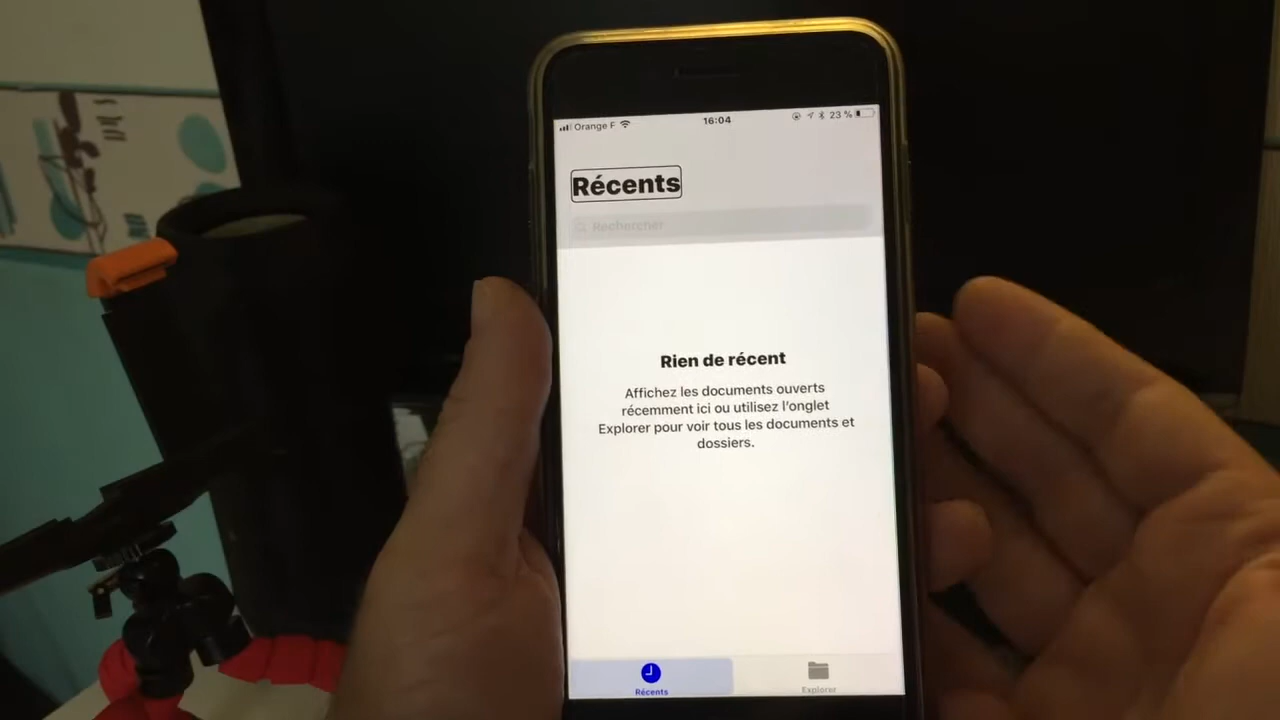 Orange F 16:04 23 %
Récents
Rechercher
Rien de récent
Affichez les documents ouverts
récemment ici ou utilisez l'onglet
Explorer pour voir tous les documents et
dossiers.
Récents Explorer